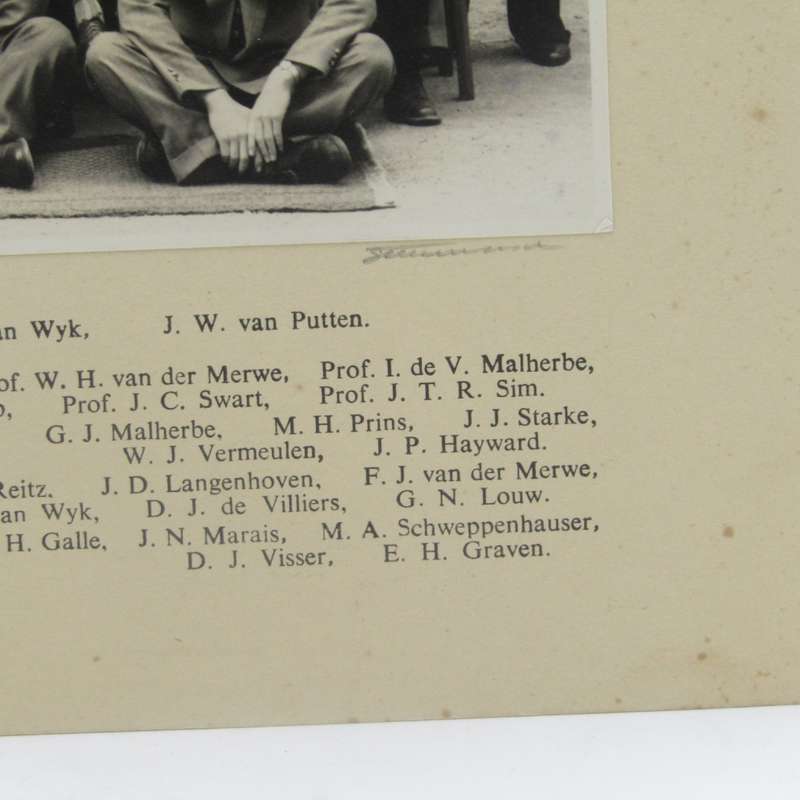 an Wyk, J. W. van Putten.
of. W. H. van der Merwe, Prof. I. de V. Malherbe,
Prof. J. C. Swart, Prof. J. T. R. Sim.
G. J. Malherbe, M. H. Prins, J. J. Starke,
W. J. Vermeulen, J. P. Hayward.
Reitz. J. D. Langenhoven, F. J. van der Merwe,
an Wyk, D. J. de Villiers, G. N. Louw.
H. Galle, J. N. Marais, M. A. Schweppenhauser,
D. J. Visser, E. H. Graven.